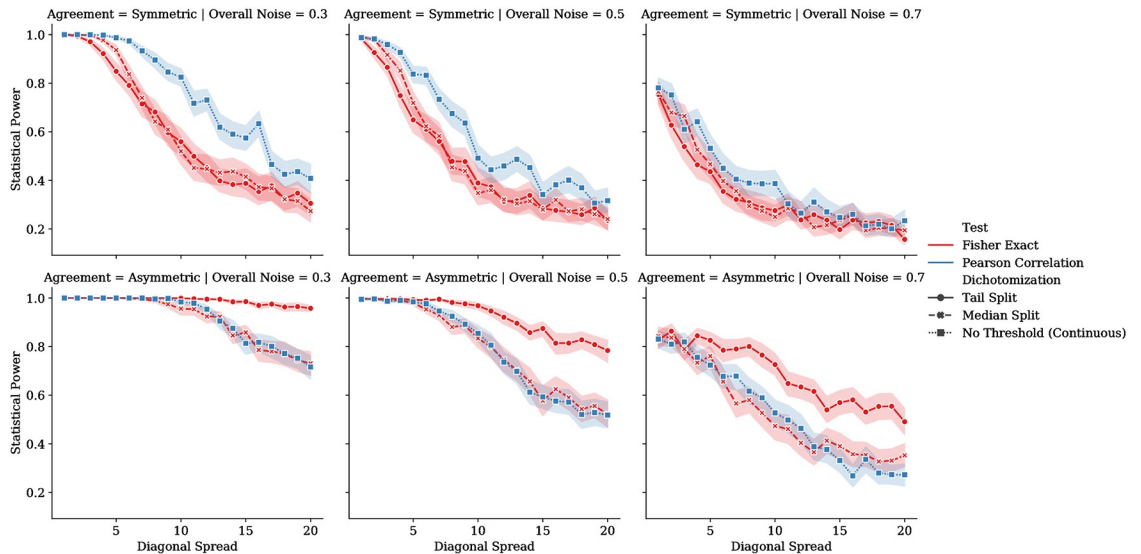 Agreement = Symmetric | Overall Noise = 0.3
Agreement = Symmetric | Overall Noise = 0.5
Agreement = Symmetric | Overall Noise = 0.7
1.0
0.8
0.6
0.4
0.2
Statistical Power
Agreement = Asymmetric | Overall Noise = 0.3
Agreement = Asymmetric | Overall Noise = 0.5
Agreement = Asymmetric | Overall Noise = 0.7
1.0
0.8
0.6
0.4
0.2
Statistical Power
5 10 15 20
5 10 15 20
5 10 15 20
Diagonal Spread
Diagonal Spread
Diagonal Spread
Test
Fisher Exact
Pearson Correlation
Dichotomization
Tail Split
Median Split
No Threshold (Continuous)